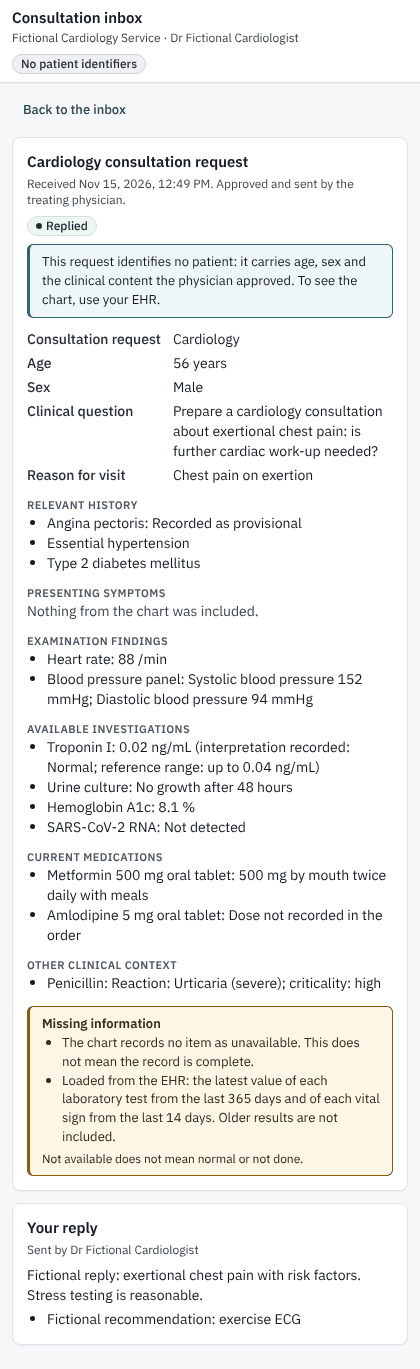 Consultation inbox
Fictional Cardiology Service · Dr Fictional Cardiologist
No patient identifiers
Back to the inbox
Cardiology consultation request
Received Nov 15, 2026, 12:49 PM. Approved and sent by the
treating physician.
Replied
This request identifies no patient: it carries age, sex and
the clinical content the physician approved. To see the
chart, use your EHR.
Consultation request Cardiology
Age 56 years
Sex Male
Clinical question Prepare a cardiology consultation
about exertional chest pain: is
further cardiac work-up needed?
Reason for visit Chest pain on exertion
RELEVANT HISTORY
• Angina pectoris: Recorded as provisional
• Essential hypertension
• Type 2 diabetes mellitus
PRESENTING SYMPTOMS
Nothing from the chart was included.
EXAMINATION FINDINGS
• Heart rate: 88 /min
• Blood pressure panel: Systolic blood pressure 152
mmHg; Diastolic blood pressure 94 mmHg
AVAILABLE INVESTIGATIONS
• Troponin I: 0.02 ng/mL (interpretation recorded:
Normal; reference range: up to 0.04 ng/mL)
• Urine culture: No growth after 48 hours
• Hemoglobin A1c: 8.1 %
• SARS-CoV-2 RNA: Not detected
CURRENT MEDICATIONS
• Metformin 500 mg oral tablet: 500 mg by mouth twice
daily with meals
• Amlodipine 5 mg oral tablet: Dose not recorded in the
order
OTHER CLINICAL CONTEXT
• Penicillin: Reaction: Urticaria (severe); criticality: high
Missing information
• The chart records no item as unavailable. This does
not mean the record is complete.
• Loaded from the EHR: the latest value of each
laboratory test from the last 365 days and of each vital
sign from the last 14 days. Older results are not
included.
Not available does not mean normal or not done.
Your reply
Sent by Dr Fictional Cardiologist
Fictional reply: exertional chest pain with risk factors.
Stress testing is reasonable.
• Fictional recommendation: exercise ECG